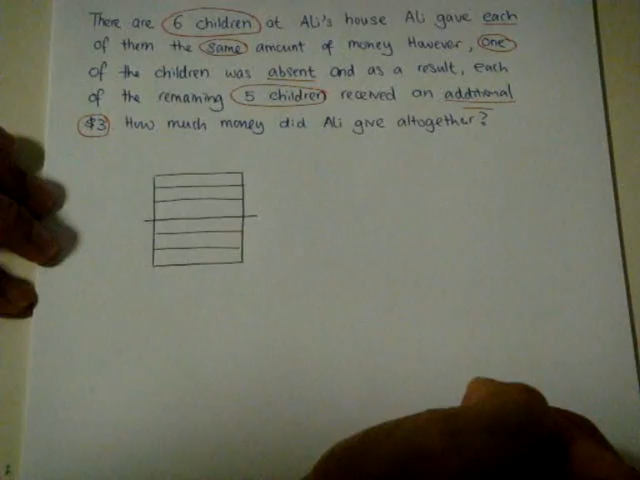 There are 6 children at Ali's house Ali gave each
of them the same amount of money However, one
of the children was absent and as a result, each
of the remaining 5 children received an additional
$3. How much money did Ali give altogether?